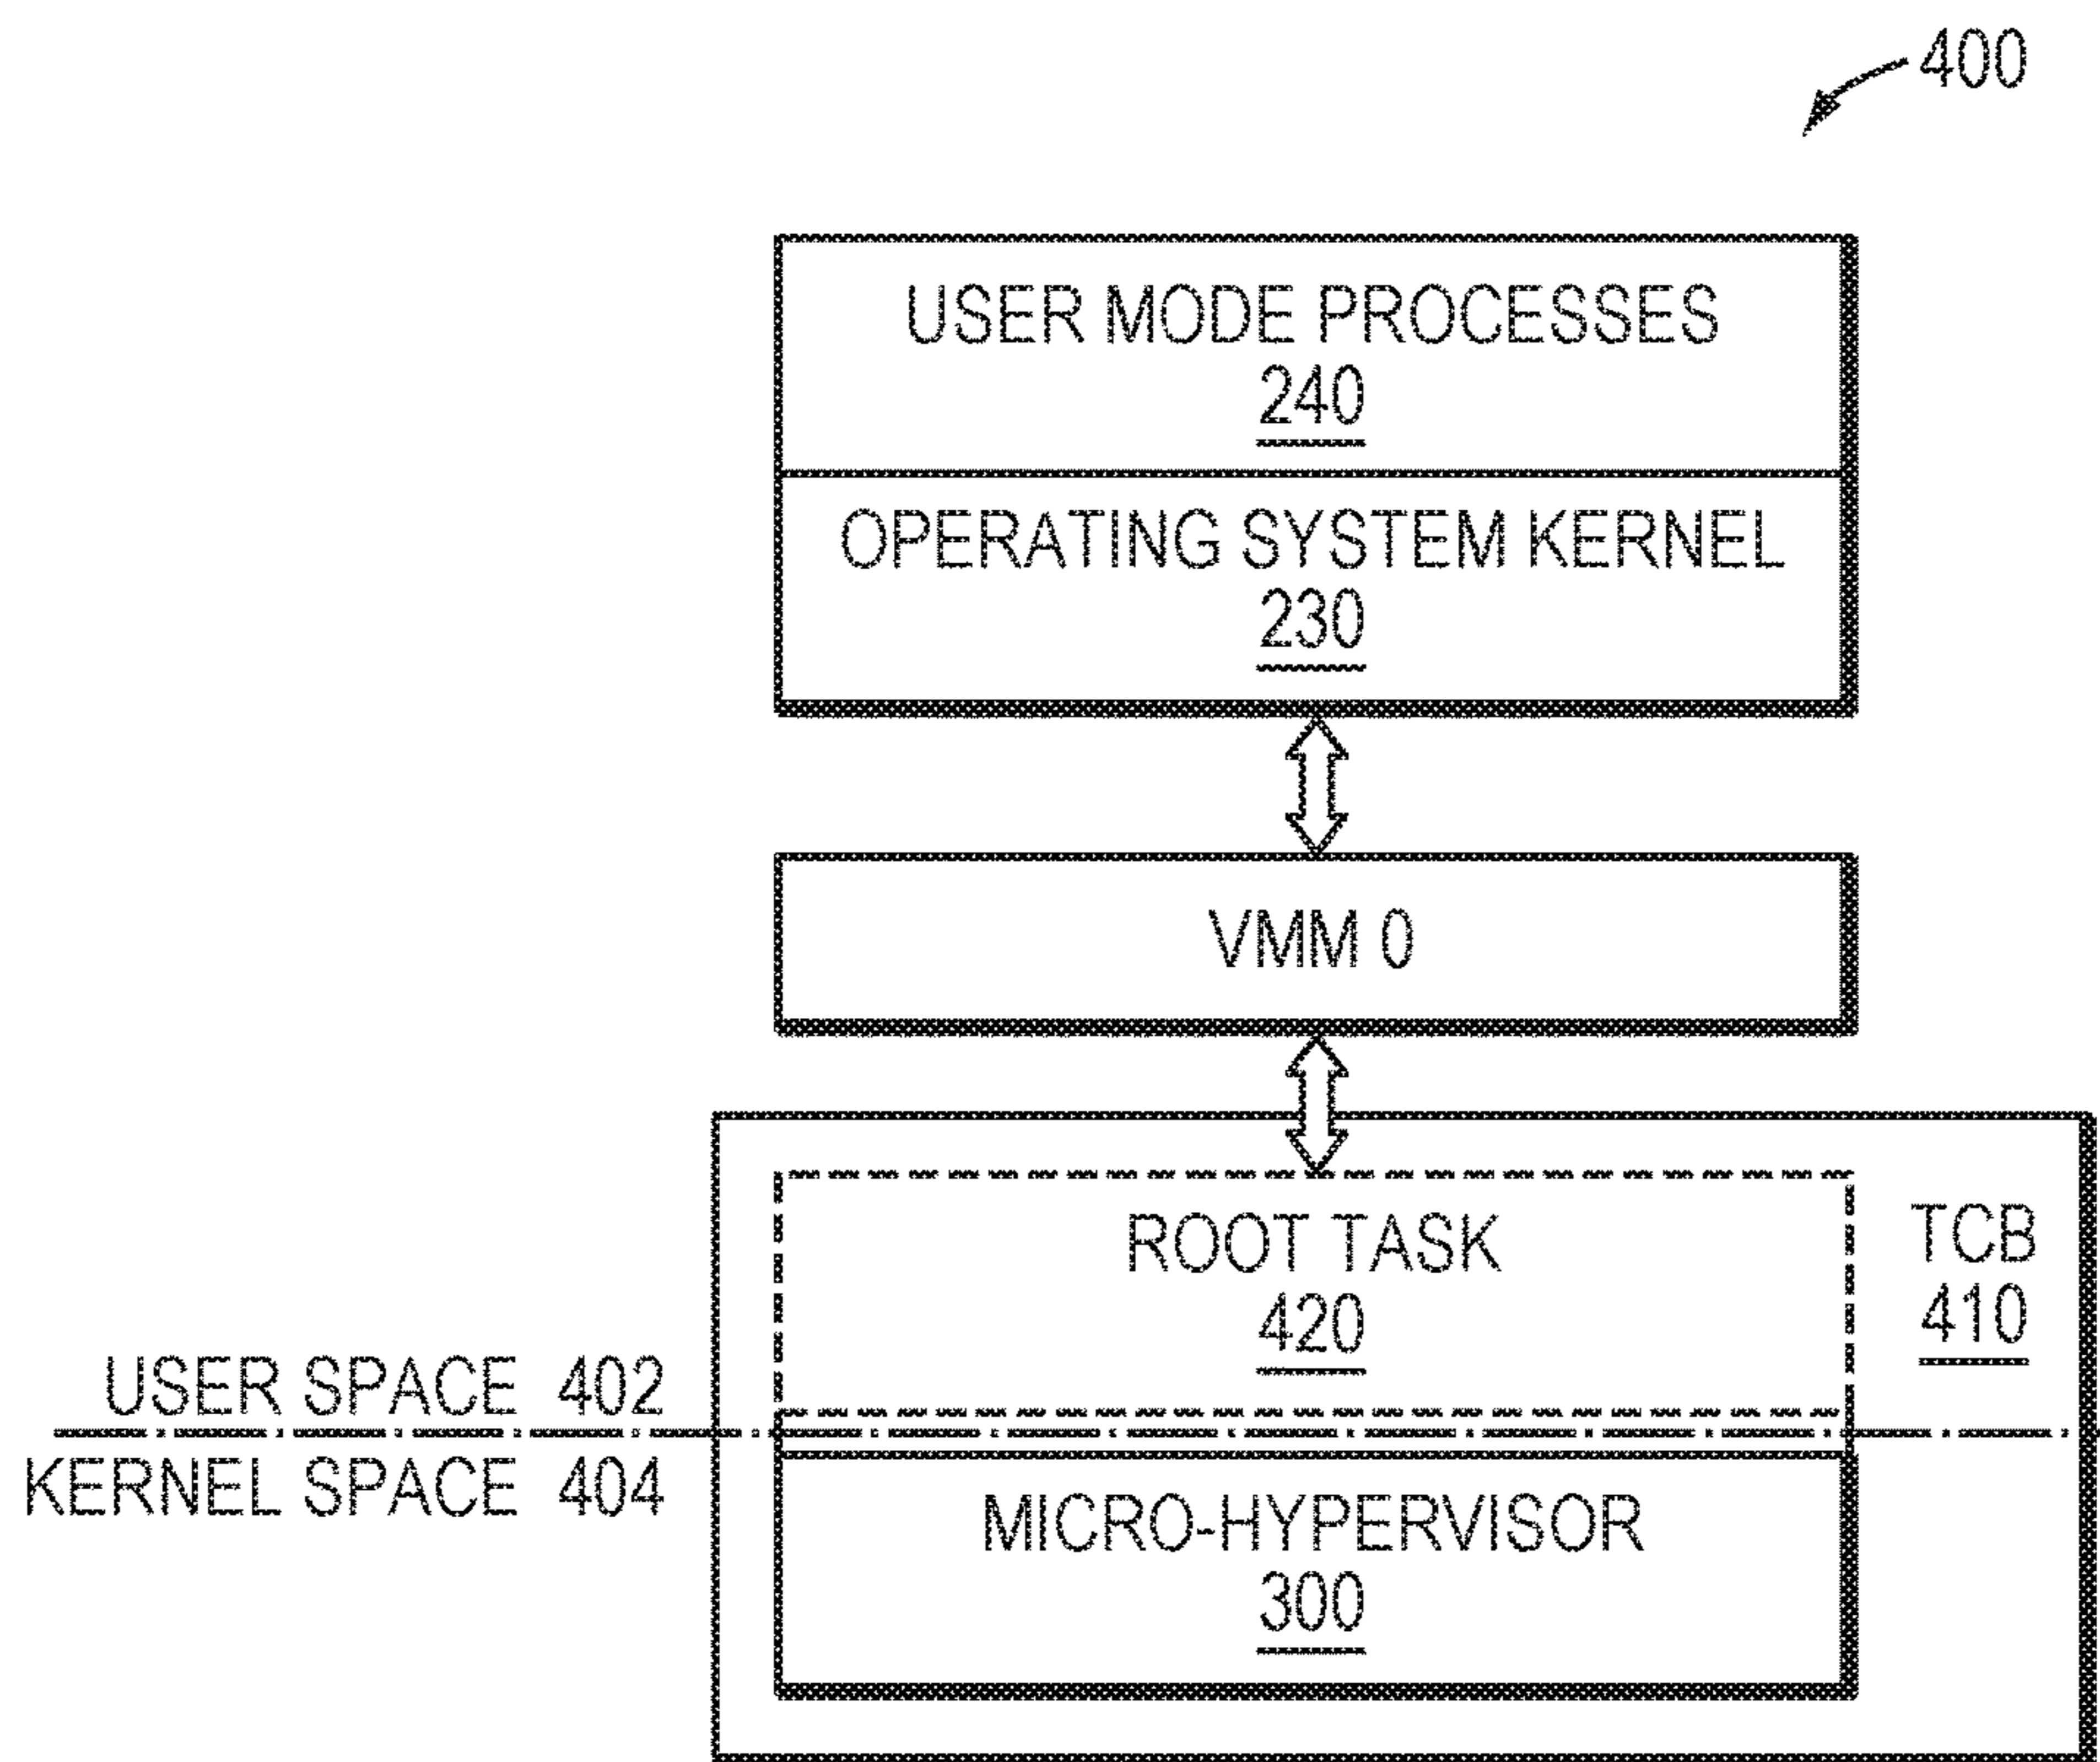 400
USER MODE PROCESSES
240
OPERATING SYSTEM KERNEL
230
VMM 0
ROOT TASK
420
TCB
410
USER SPACE 402
KERNEL SPACE 404
MICRO-HYPERVISOR
300